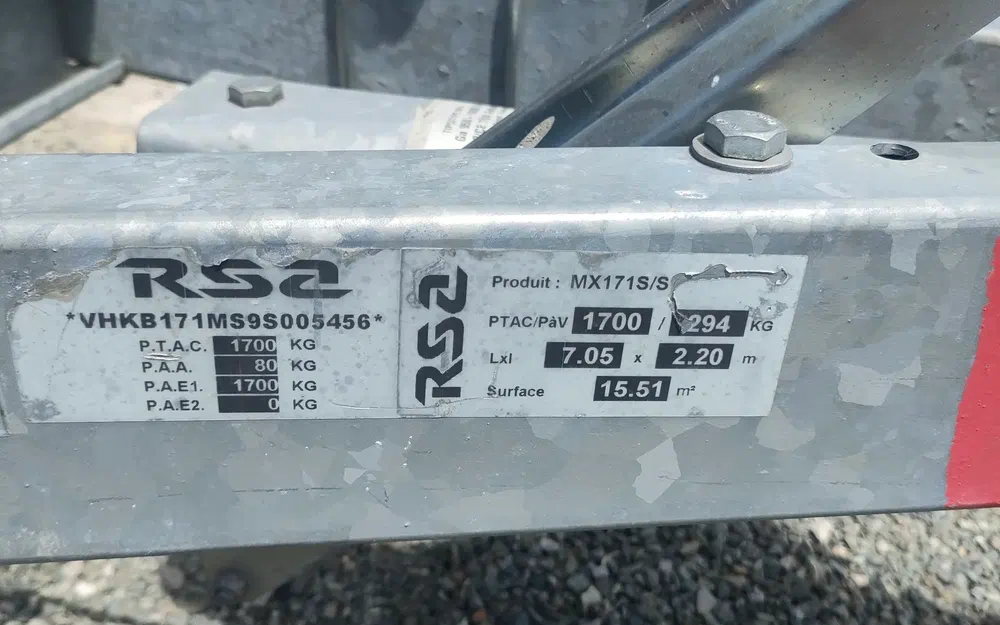 RSA
*VHKB171MS9S005456*
P.T.A.C. 1700 KG
P.A.A. 80 KG
P.A.E1. 1700 KG
P.A.E2. 0 KG
RSA
Produit : MX171S/S
PTAC/PàV 1700 / 294 KG
Lxl 7.05 x 2.20 m
Surface 15.51 m²